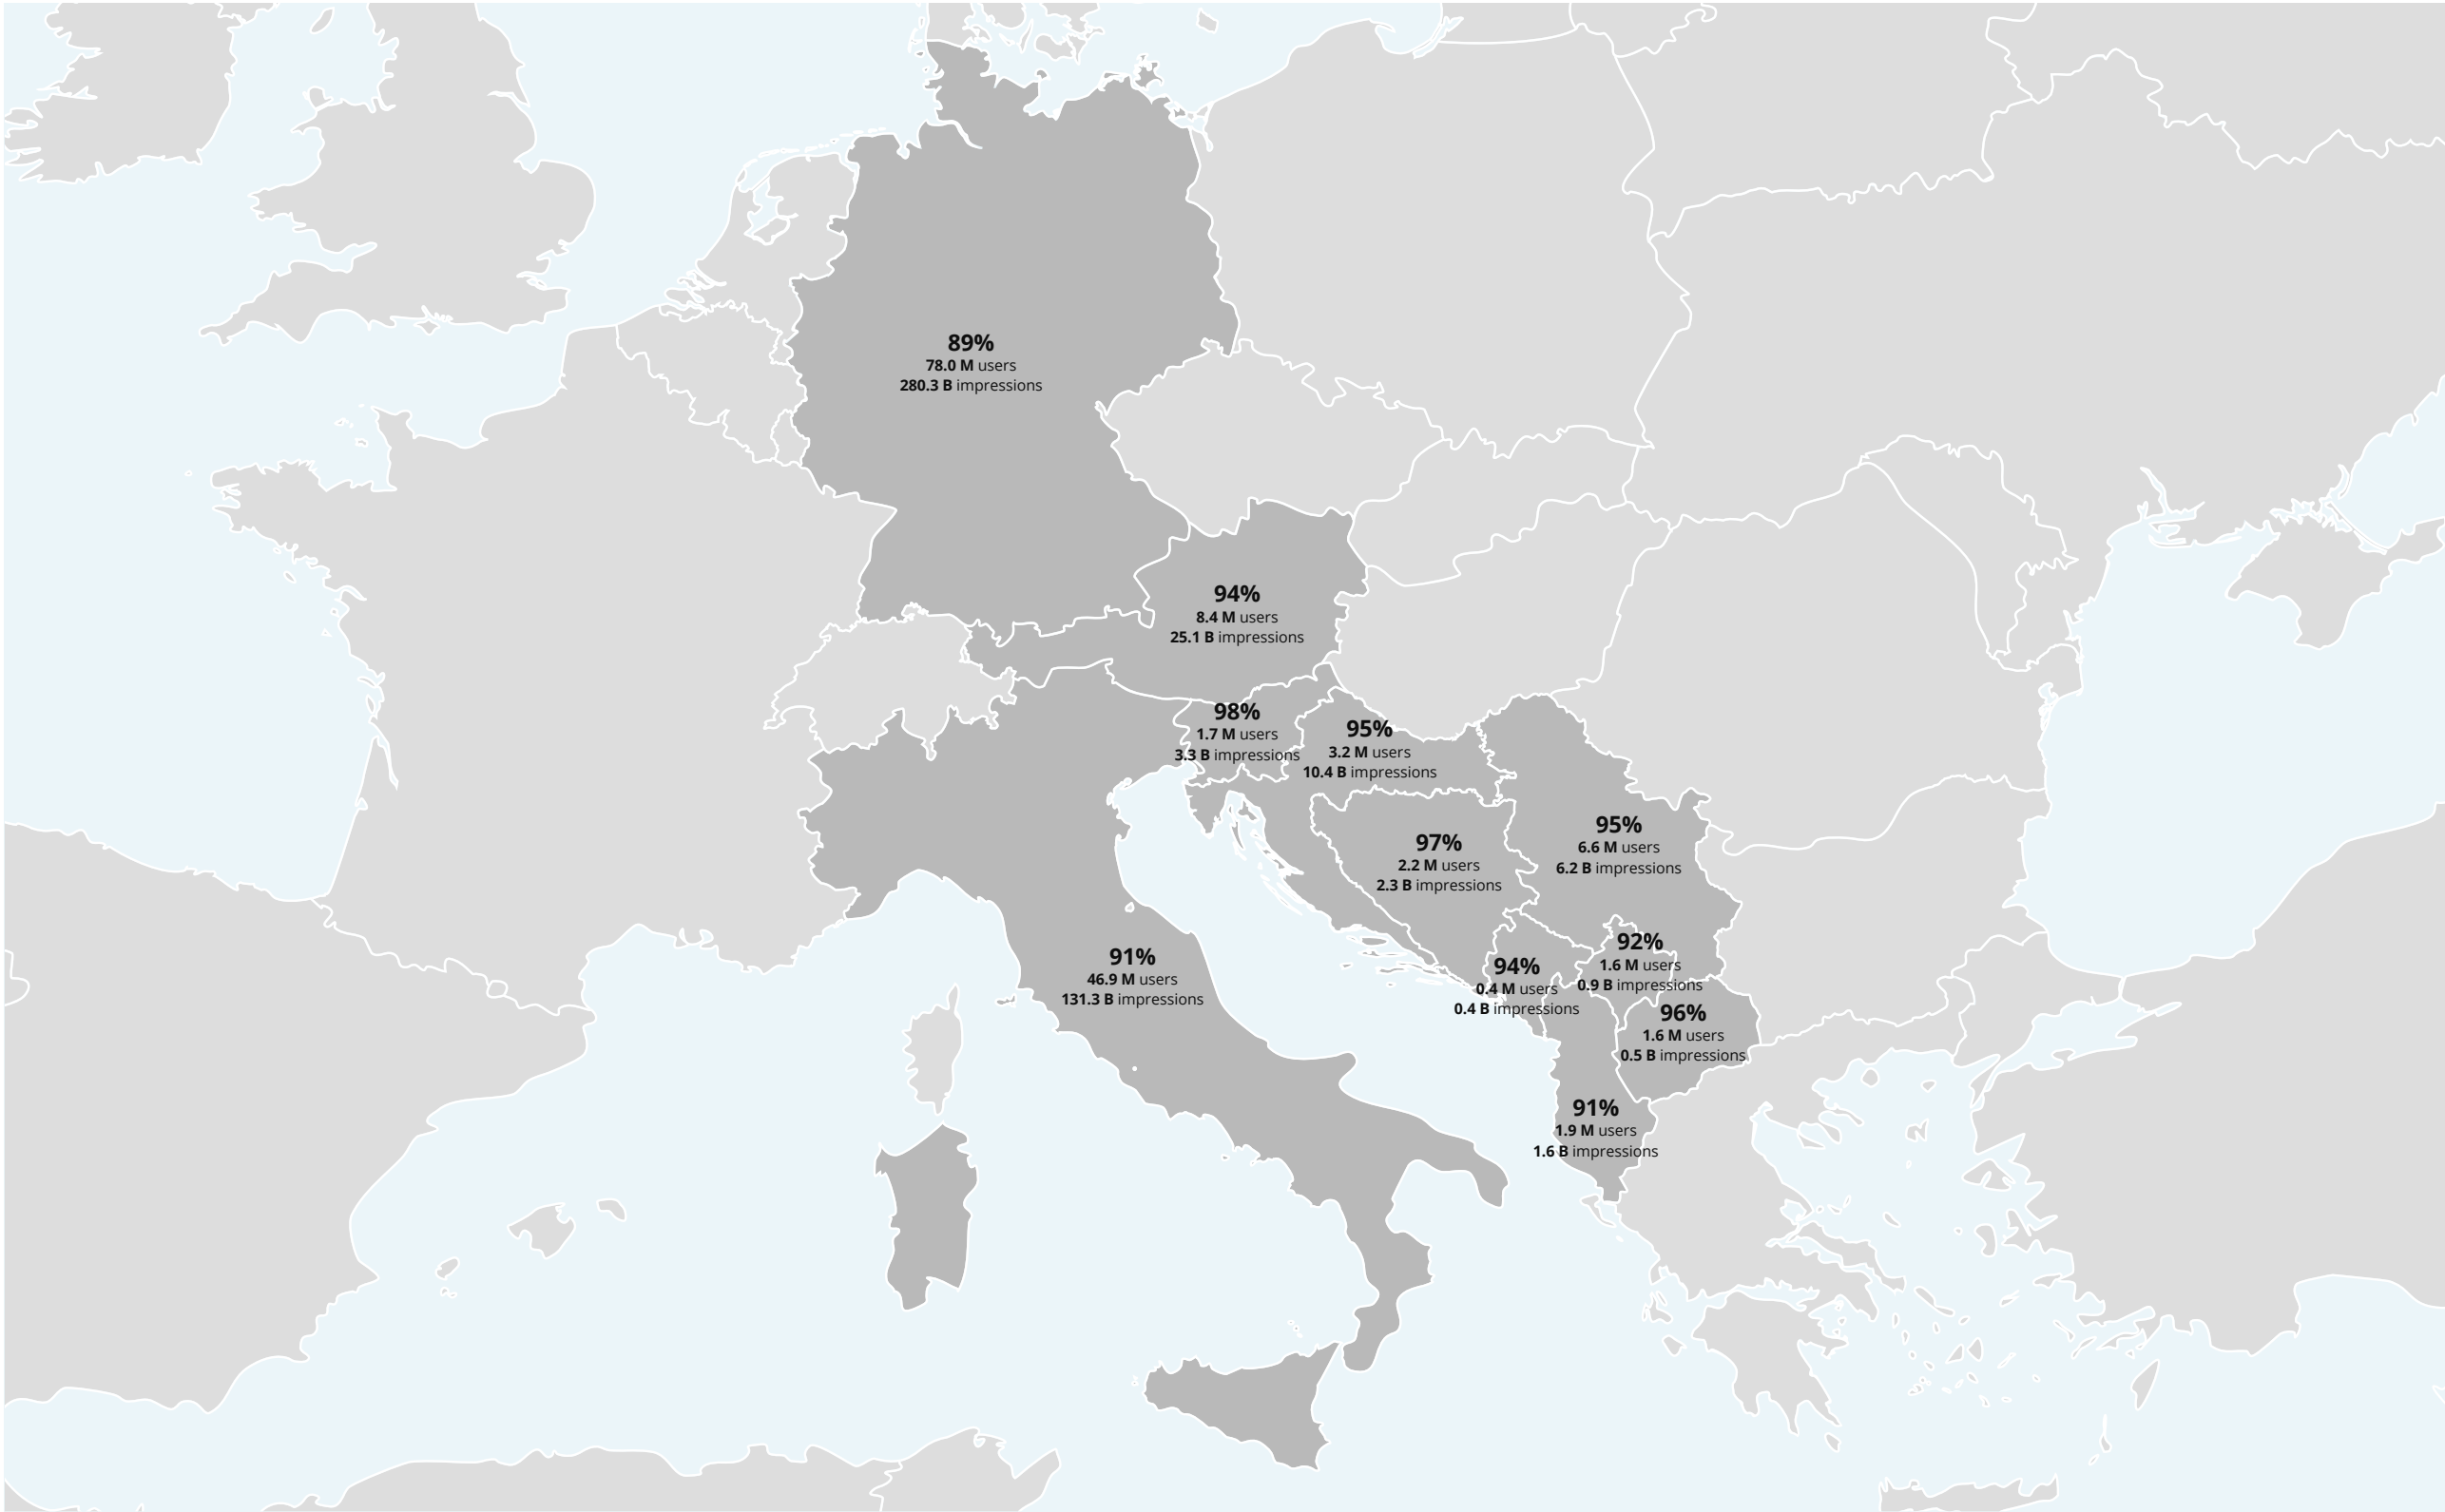 89%
78.0 M users
280.3 B impressions
94%
8.4 M users
25.1 B impressions
98%
1.7 M users
3.3 B impressions
95%
3.2 M users
10.4 B impressions
97%
2.2 M users
2.3 B impressions
95%
6.6 M users
6.2 B impressions
91%
46.9 M users
131.3 B impressions
94%
0.4 M users
0.4 B impressions
92%
1.6 M users
0.9 B impressions
96%
1.6 M users
0.5 B impressions
91%
1.9 M users
1.6 B impressions